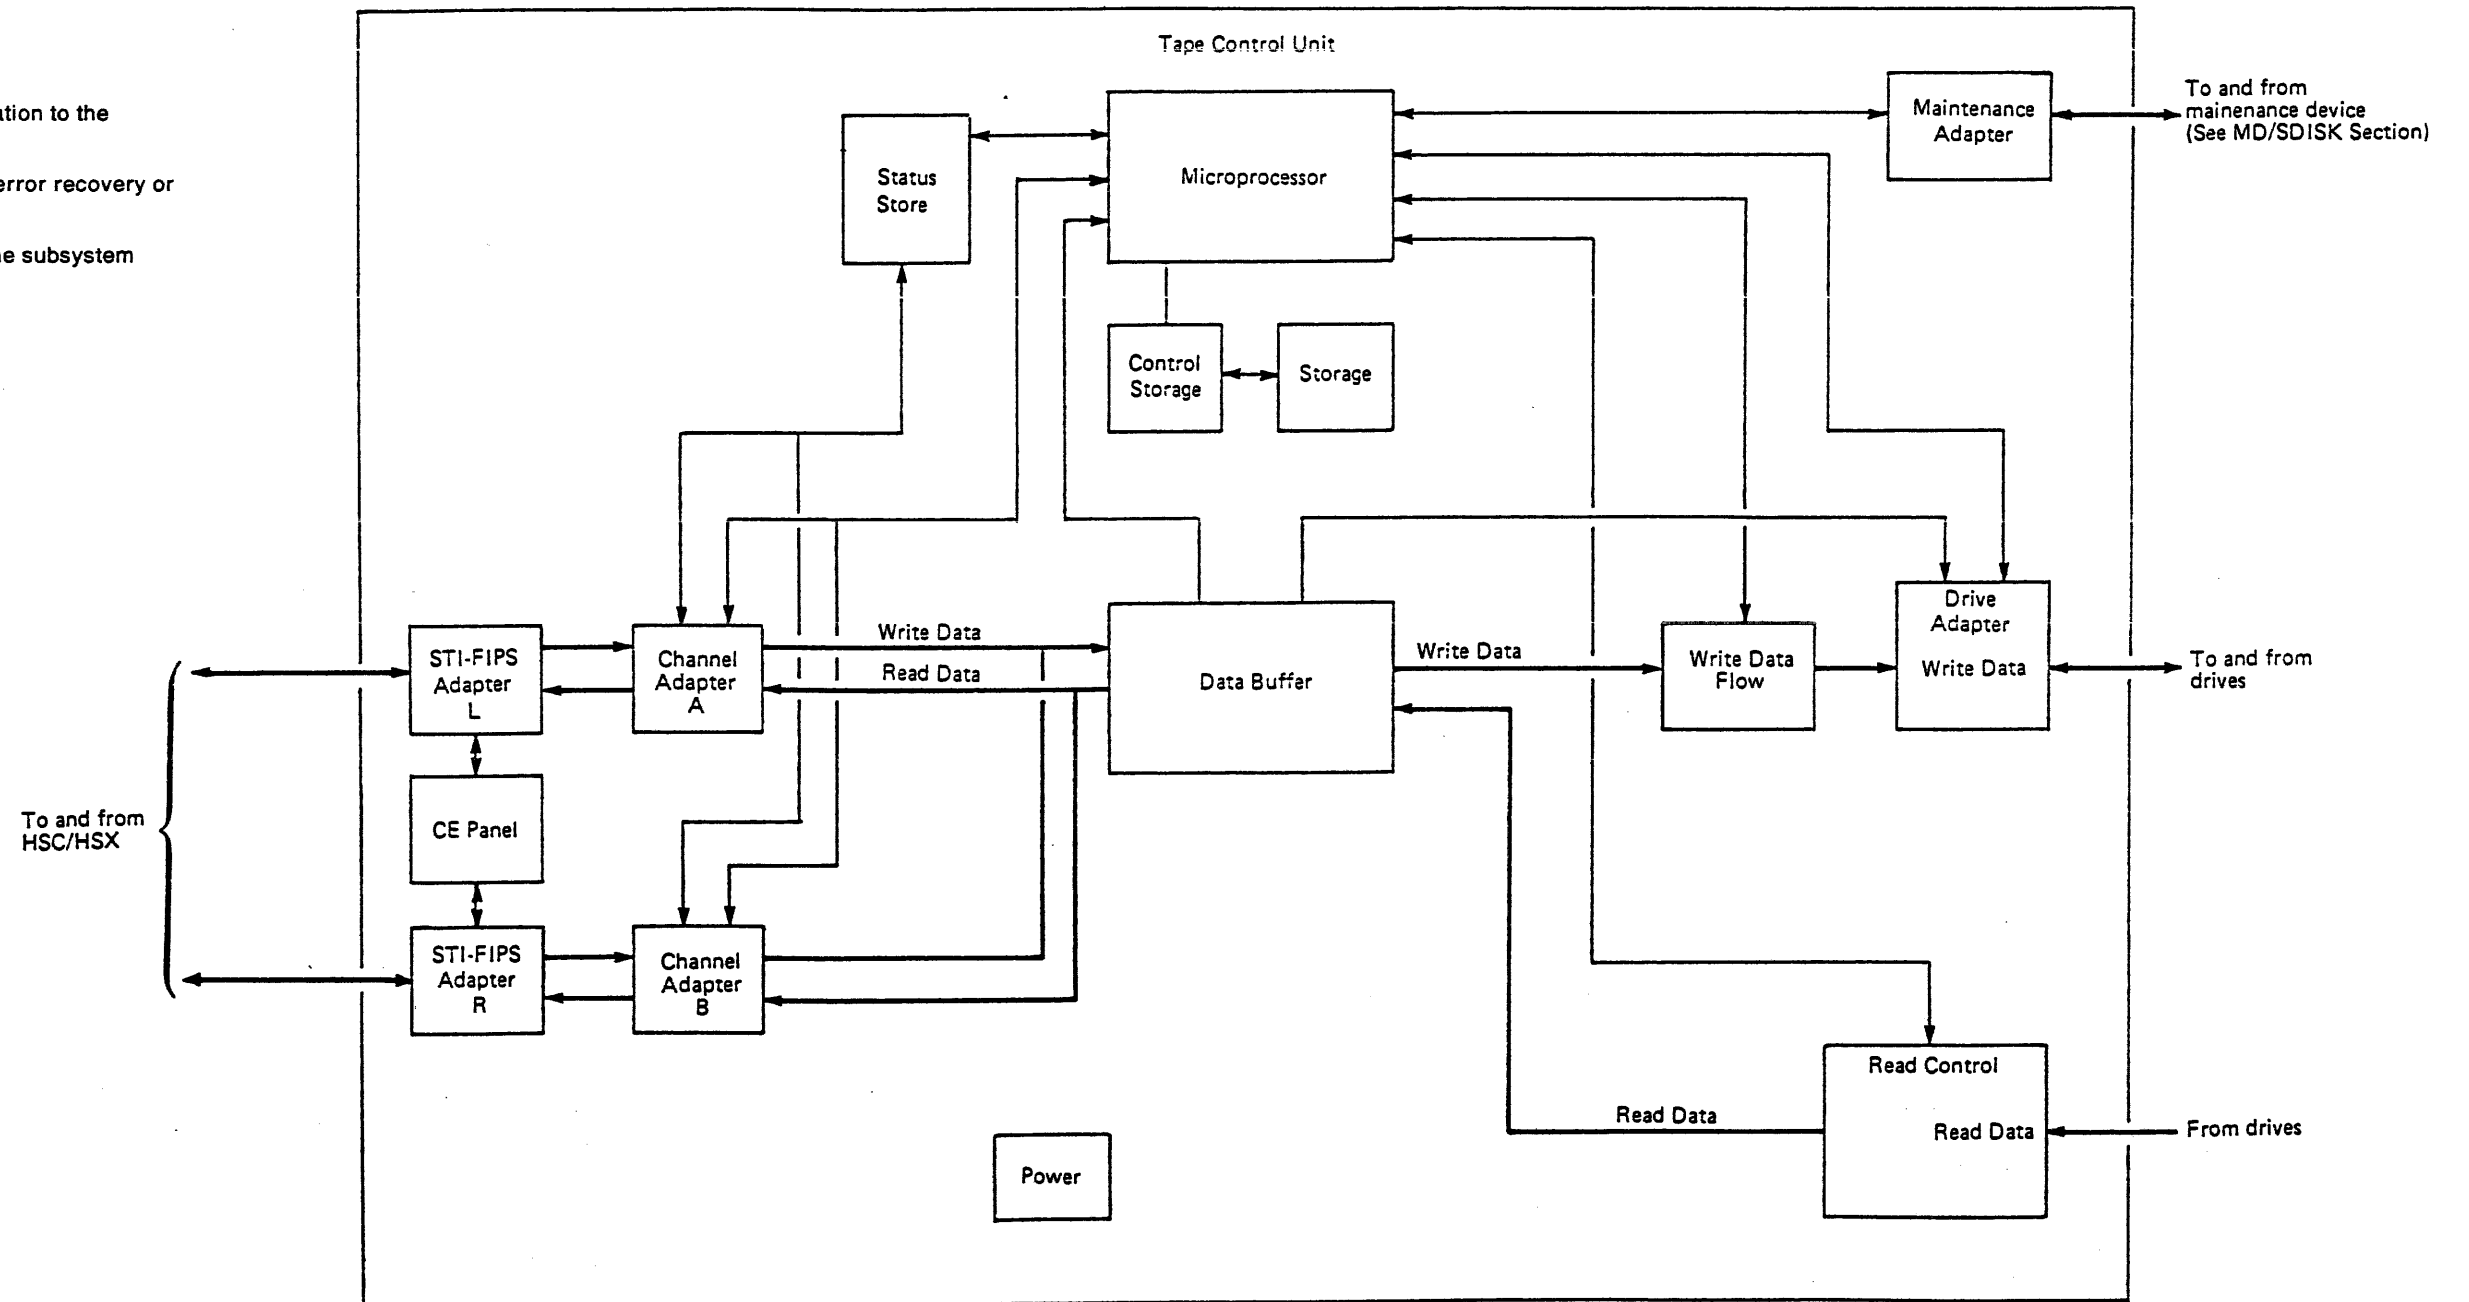 ution to the
error recovery or
ne subsystem
Tape Control Unit
Status
Store
Microprocessor
Maintenance
Adapter
To and from
mainenance device
(See MD/SDISK Section)
Control
Storage
Storage
STI-FIPS
Adapter
L
Channel
Adapter
A
Write Data
Read Data
Data Buffer
Write Data
Write Data
Flow
Drive
Adapter
Write Data
To and from
drives
To and from
HSC/HSX
CE Panel
STI-FIPS
Adapter
R
Channel
Adapter
B
Read Control
Read Data
Read Data
From drives
Power